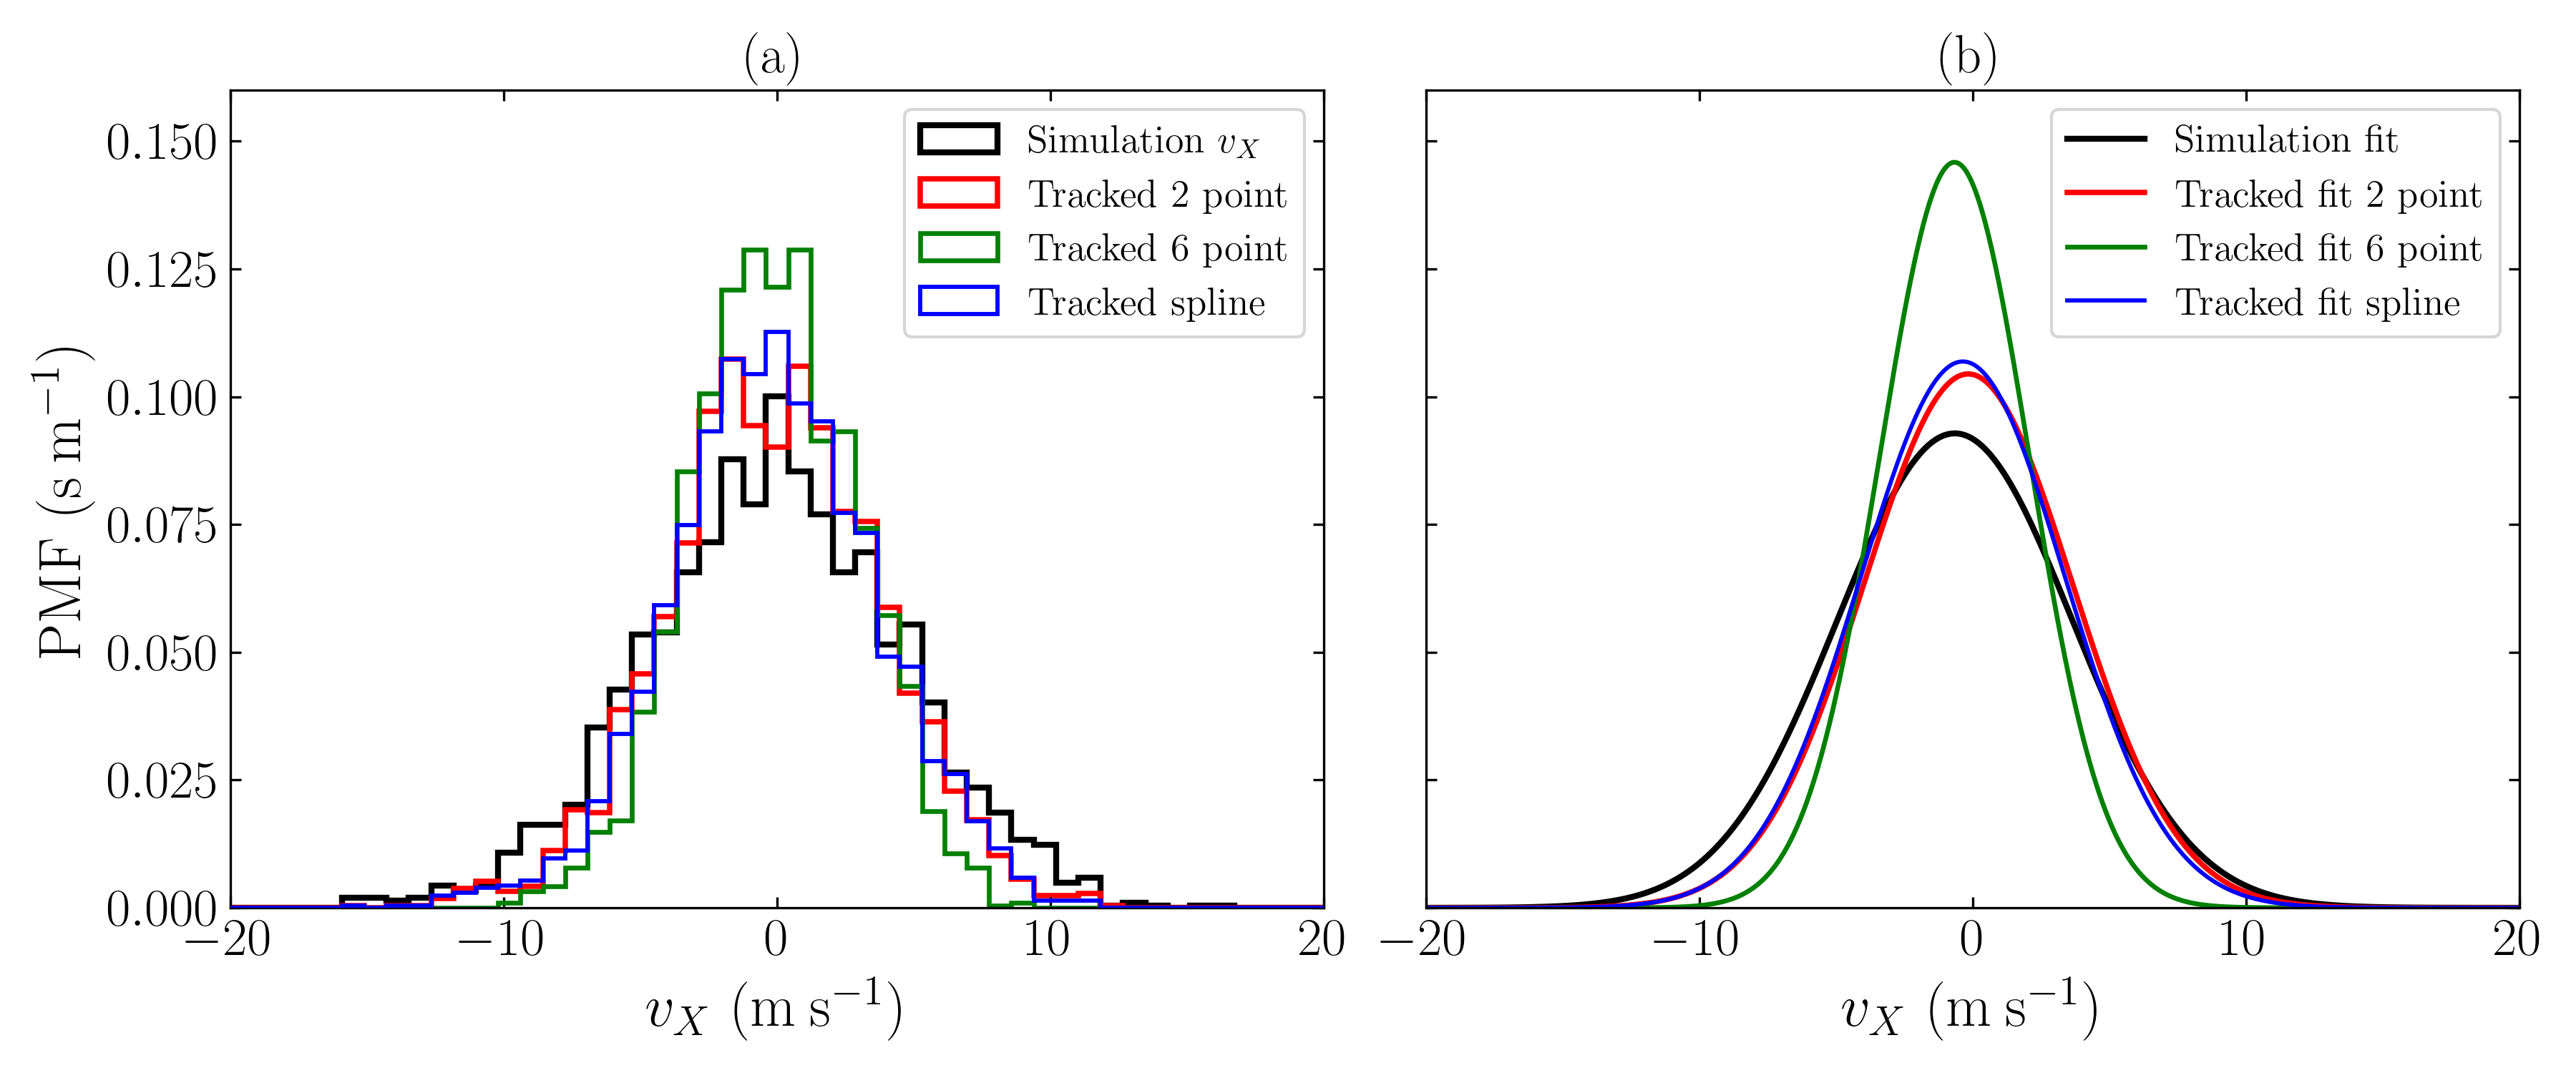 (a)
(b)
PMF (s m⁻¹)
0.150
0.125
0.100
0.075
0.050
0.025
0.000
Simulation v_X
Tracked 2 point
Tracked 6 point
Tracked spline
Simulation fit
Tracked fit 2 point
Tracked fit 6 point
Tracked fit spline
−20 −10 0 10 20
−20 −10 0 10 20
v_X (m s⁻¹)
v_X (m s⁻¹)